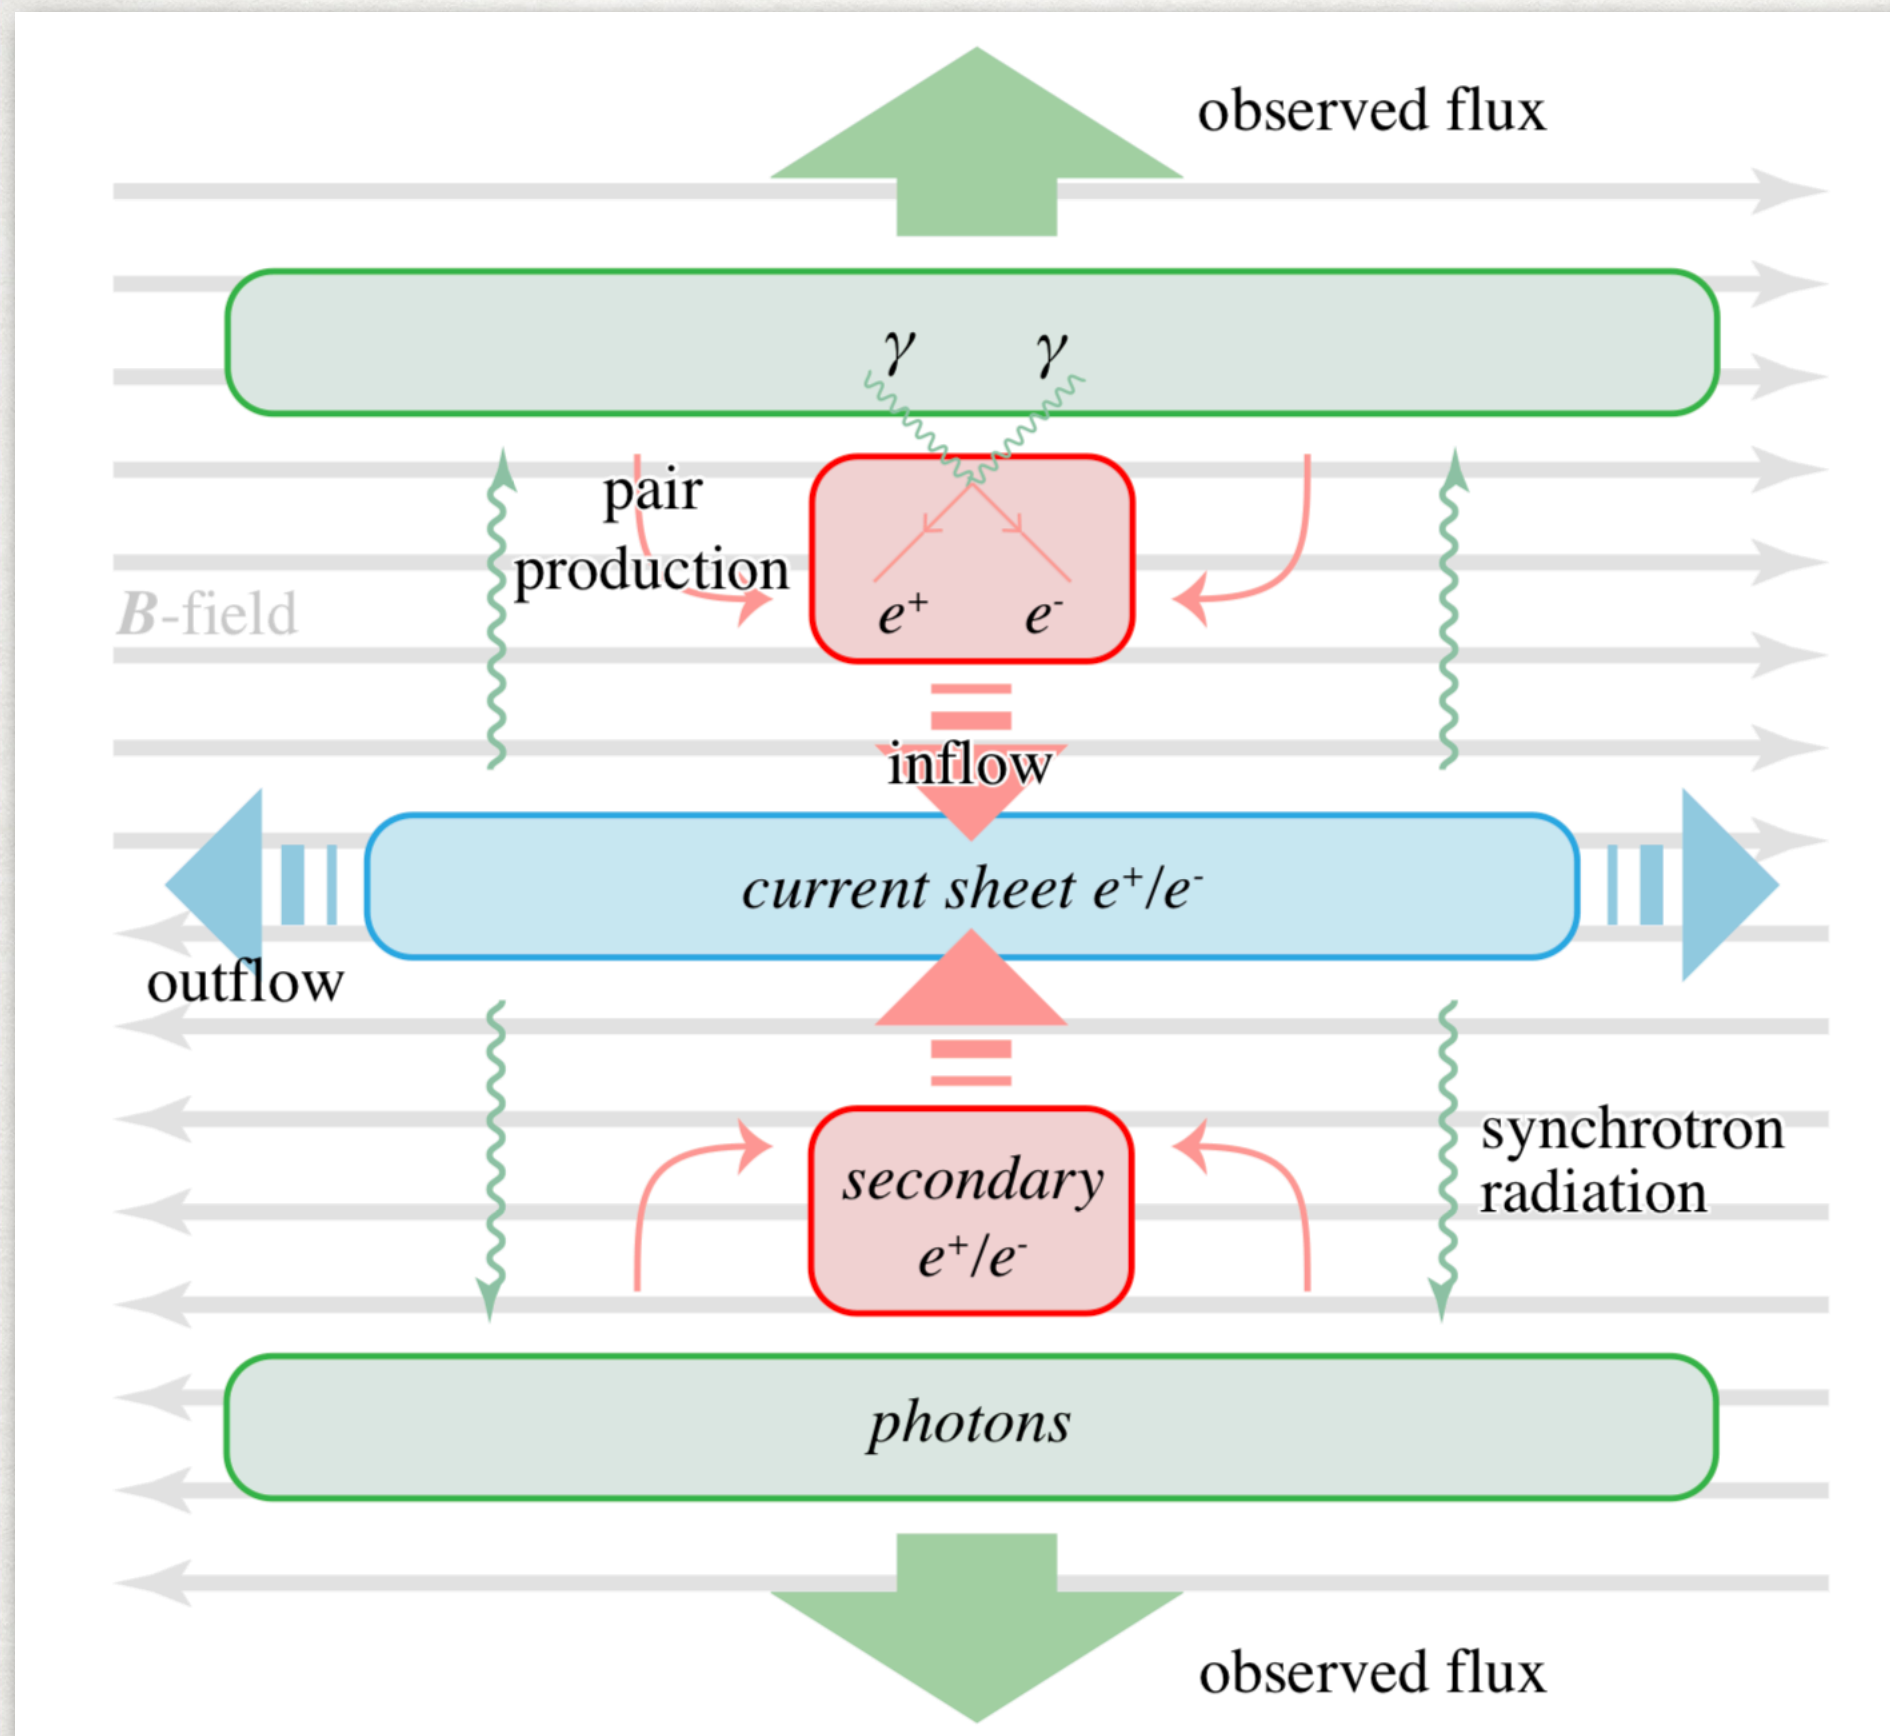 observed flux
γ γ
pair
production
e⁺ e⁻
B-field
inflow
current sheet e⁺/e⁻
outflow
synchrotron
radiation
secondary
e⁺/e⁻
photons
observed flux